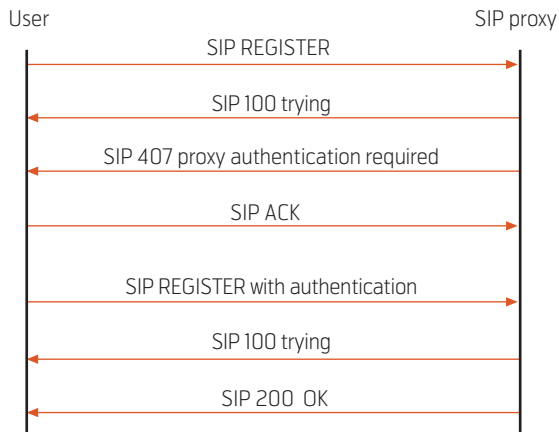 User
SIP proxy
SIP REGISTER
SIP 100 trying
SIP 407 proxy authentication required
SIP ACK
SIP REGISTER with authentication
SIP 100 trying
SIP 200 OK